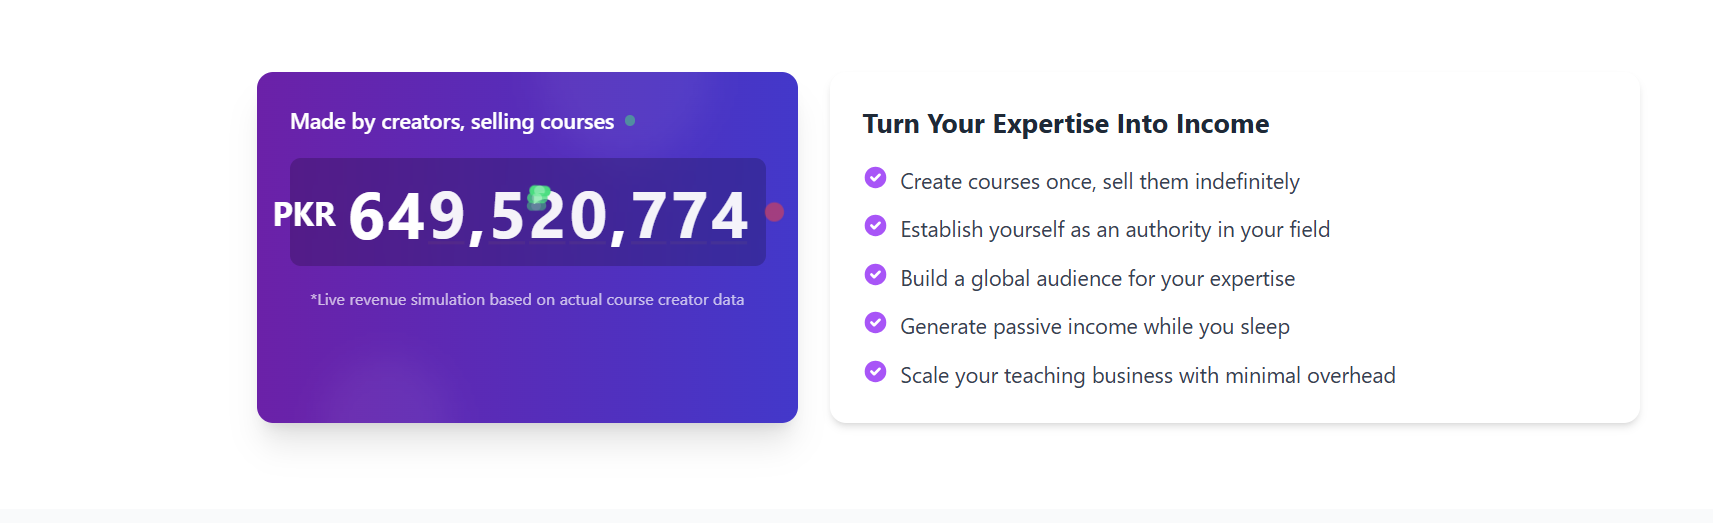 Made by creators, selling courses
PKR 649,520,774
*Live revenue simulation based on actual course creator data
Turn Your Expertise Into Income
Create courses once, sell them indefinitely
Establish yourself as an authority in your field
Build a global audience for your expertise
Generate passive income while you sleep
Scale your teaching business with minimal overhead